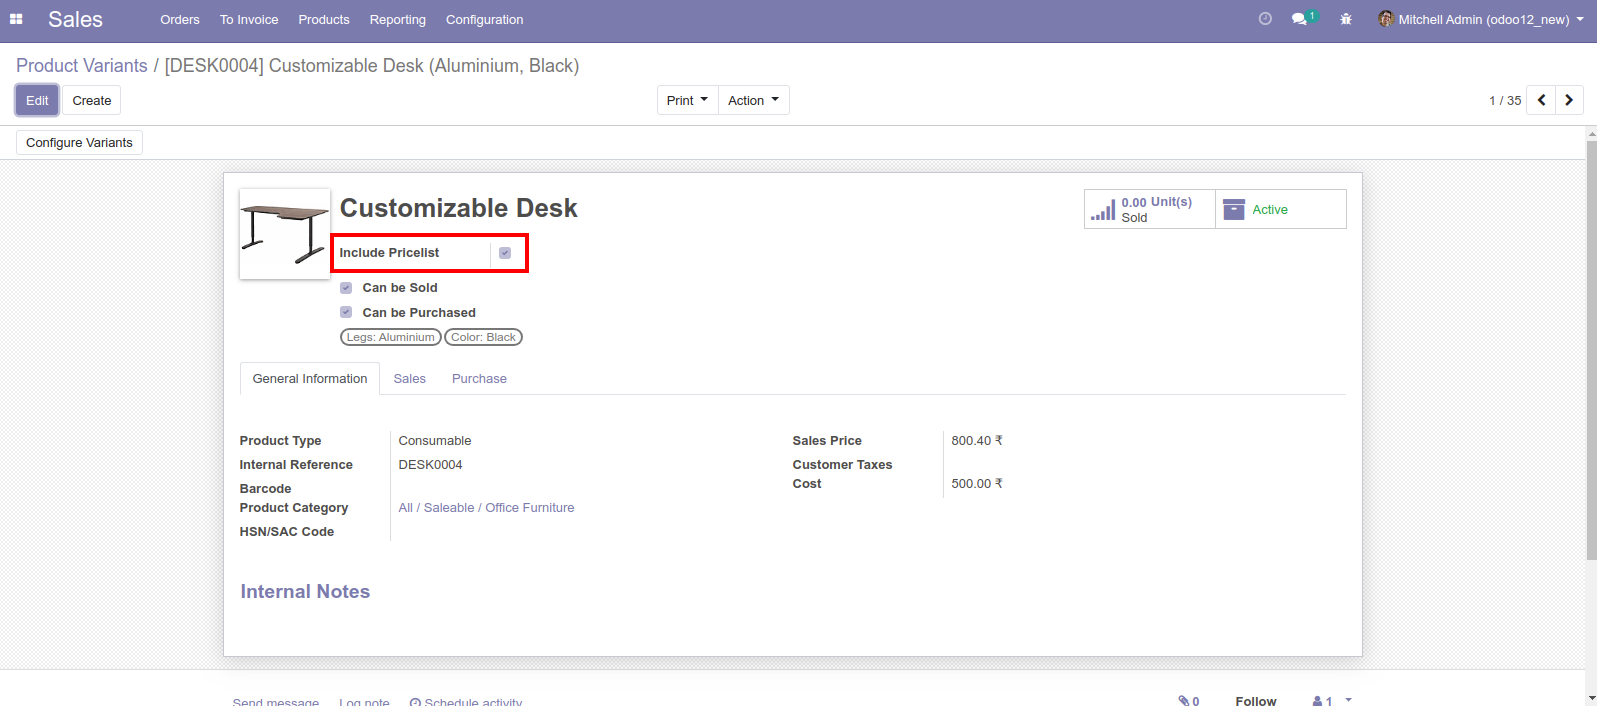 Sales Orders To Invoice Products Reporting Configuration 1 Mitchell Admin (odoo12_new)
Product Variants / [DESK0004] Customizable Desk (Aluminium, Black)
Edit Create Print Action 1 / 35
Configure Variants
Customizable Desk
0.00 Unit(s)
Sold
Active
Include Pricelist
Can be Sold
Can be Purchased
Legs: Aluminium Color: Black
General Information Sales Purchase
Product Type Consumable
Internal Reference DESK0004
Barcode
Product Category All / Saleable / Office Furniture
HSN/SAC Code
Sales Price 800.40 ₹
Customer Taxes
Cost 500.00 ₹
Internal Notes
Send message Log note Schedule activity 0 Follow 1